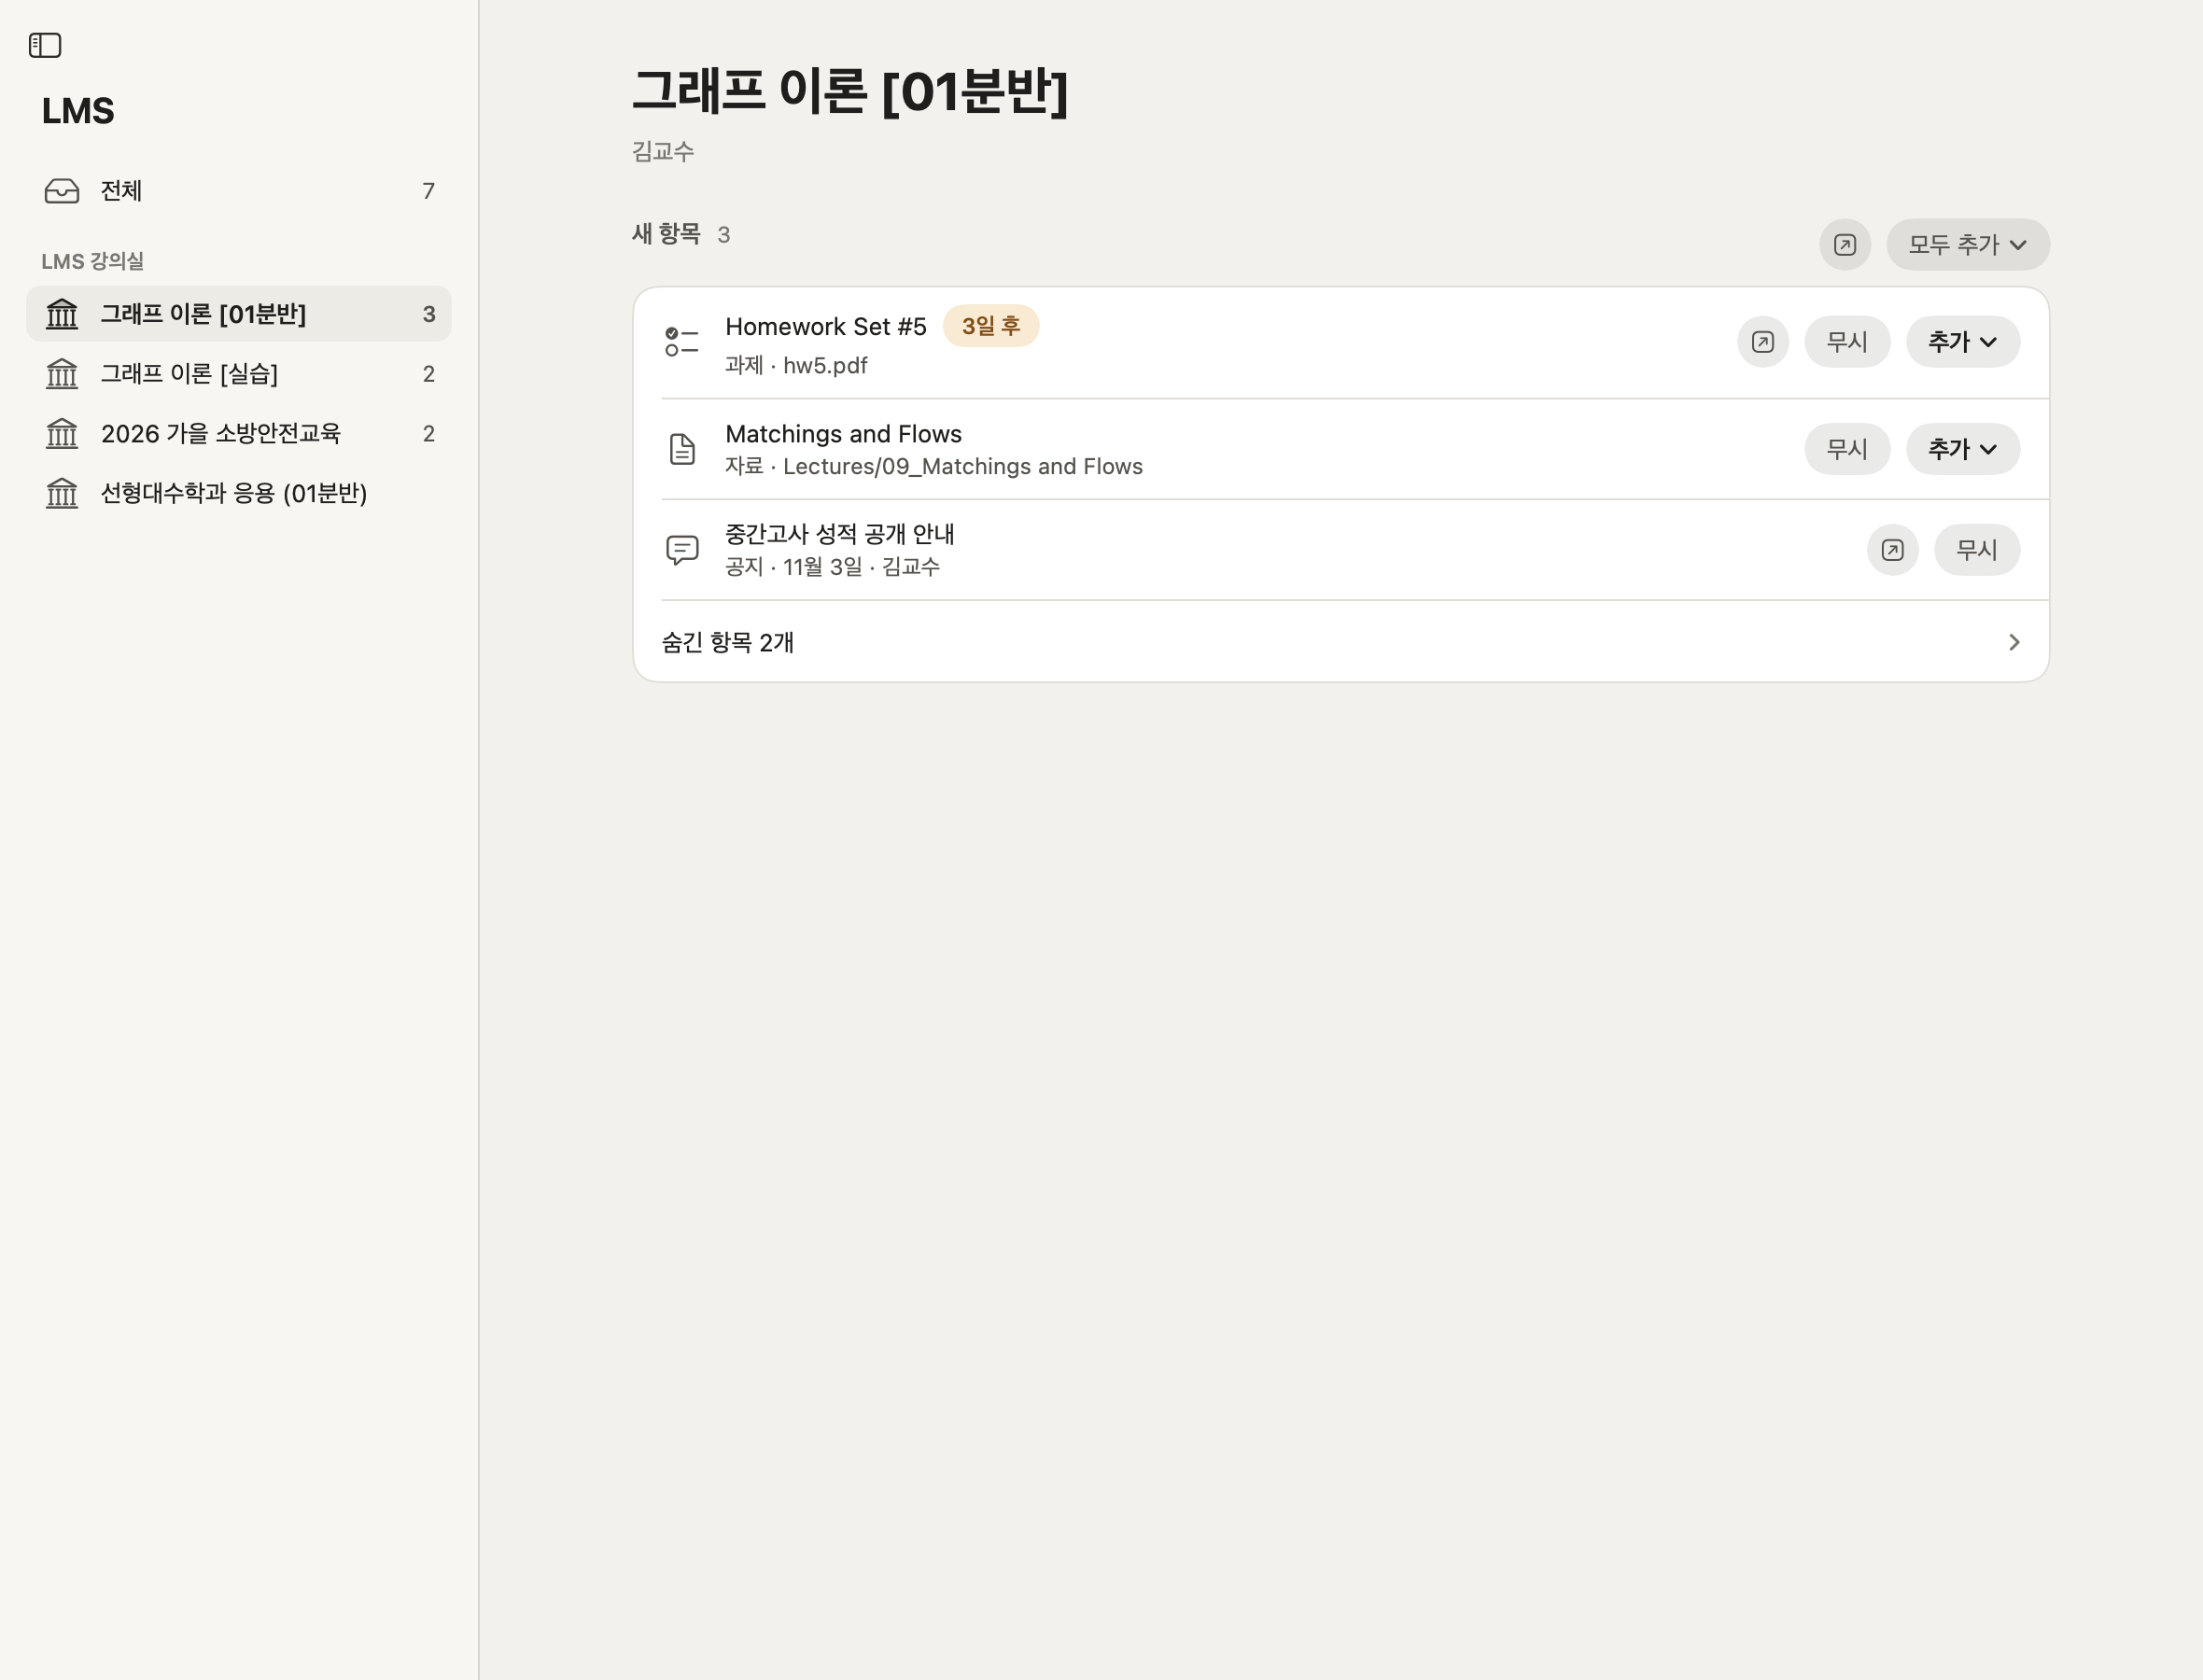 LMS
전체 7
LMS 강의실
그래프 이론 [01분반] 3
그래프 이론 [실습] 2
2026 가을 소방안전교육 2
선형대수학과 응용 (01분반)
그래프 이론 [01분반]
김교수
새 항목 3
모두 추가
Homework Set #5 3일 후
과제 · hw5.pdf
무시 추가
Matchings and Flows
자료 · Lectures/09_Matchings and Flows
무시 추가
중간고사 성적 공개 안내
공지 · 11월 3일 · 김교수
무시
숨긴 항목 2개